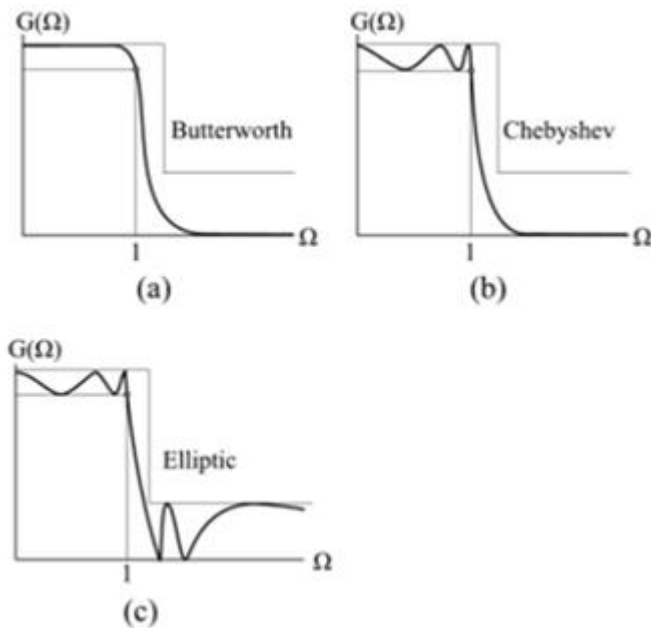 G(Ω)
Butterworth
1
Ω
(a)
G(Ω)
Chebyshev
1
Ω
(b)
G(Ω)
Elliptic
1
Ω
(c)